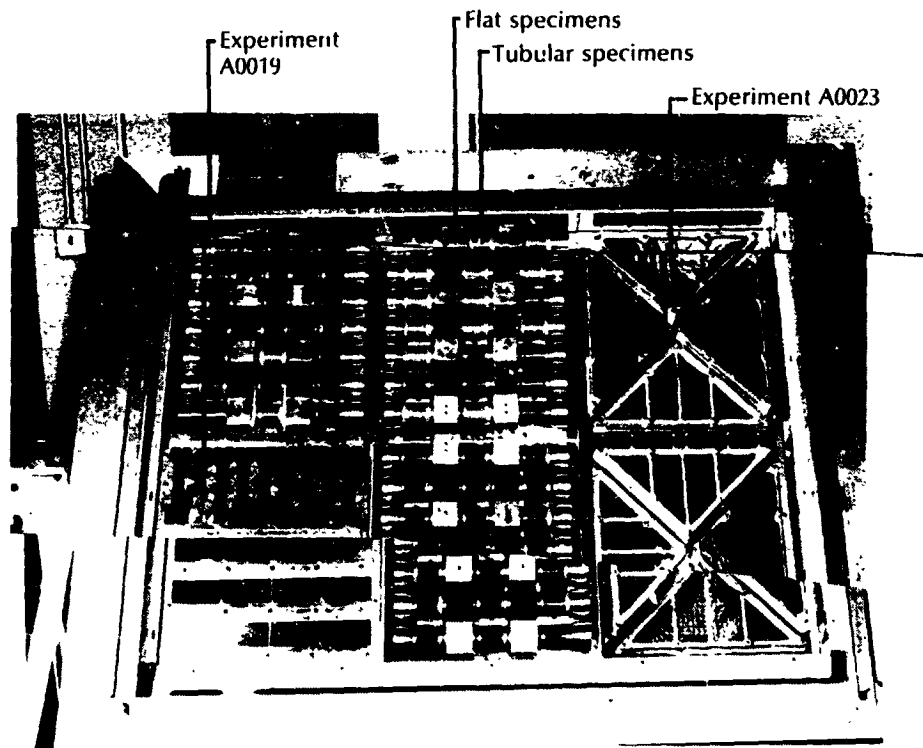 Flat specimens
Experiment
A0019
Tubular specimens
Experiment A0023